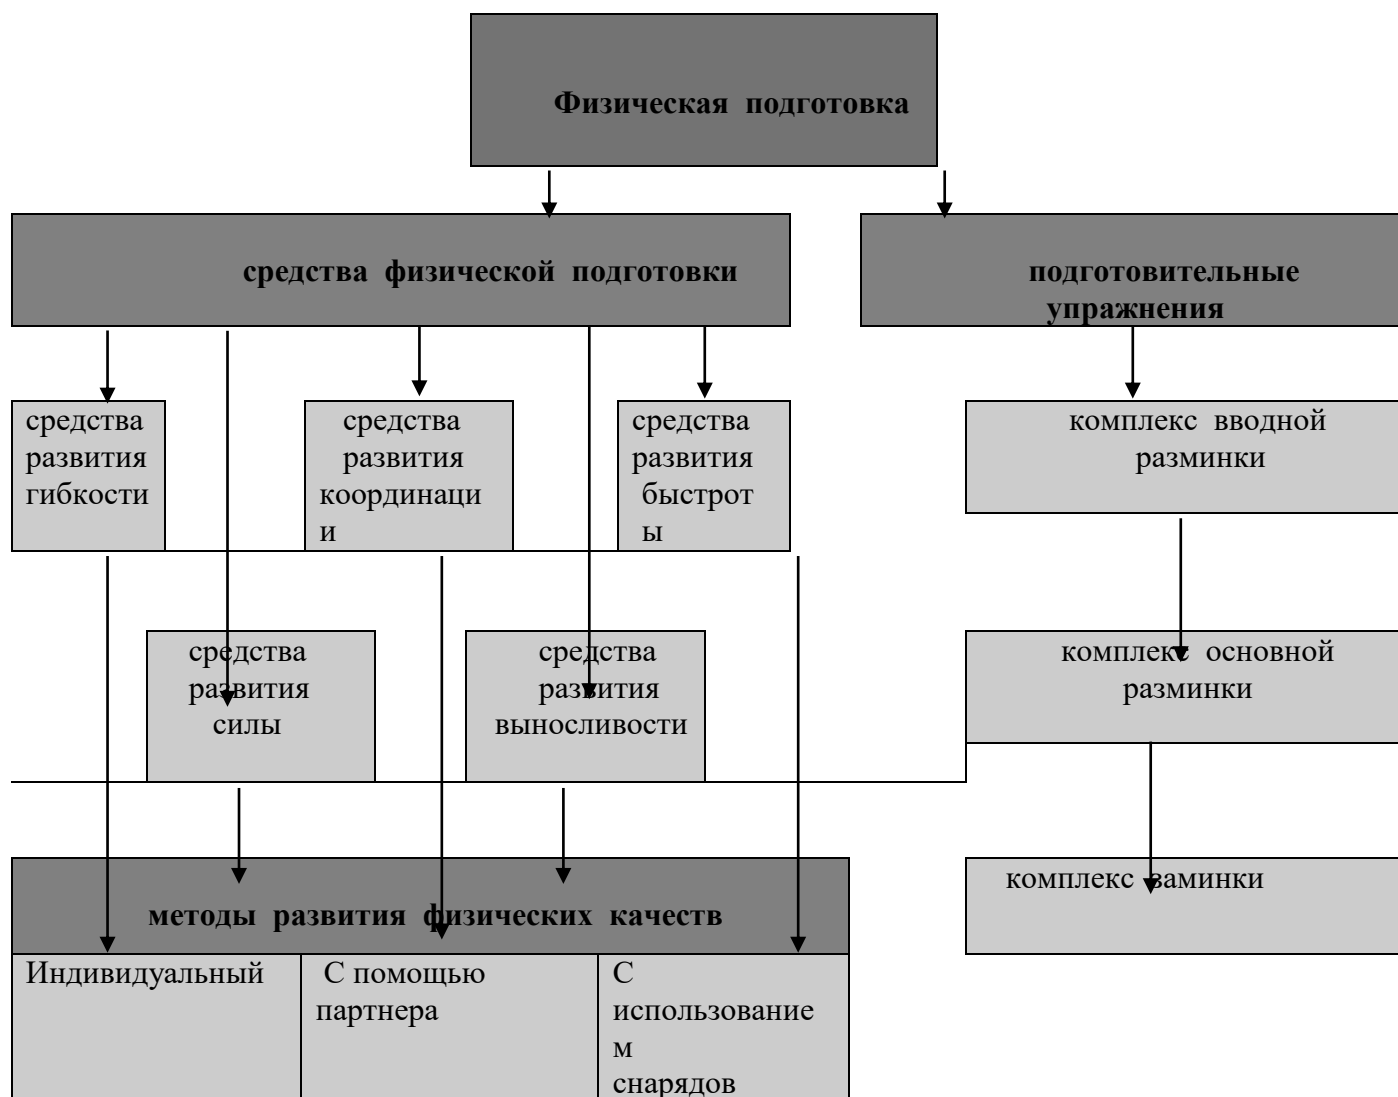 Физическая подготовка
средства физической подготовки
подготовительные
упражнения
средства
развития
гибкости
средства
развития
координаци
и
средства
развития
быстрот
ы
комплекс вводной
разминки
средства
развития
силы
средства
развития
выносливости
комплекс основной
разминки
методы развития физических качеств
комплекс заминки
Индивидуальный
С помощью
партнера
С
использование
м
снарядов